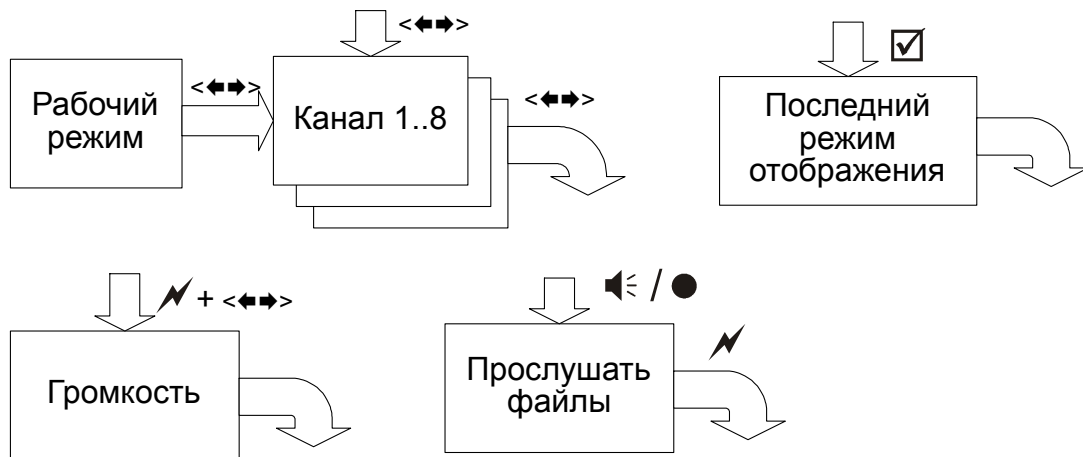 Рабочий
режим
Канал 1..8
Последний
режим
отображения
+
Громкость
/
Прослушать
файлы